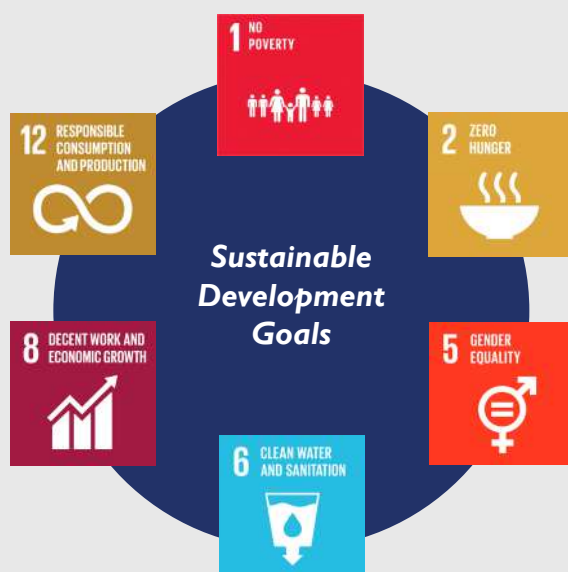 1 NO
POVERTY
2 ZERO
HUNGER
5 GENDER
EQUALITY
6 CLEAN WATER
AND SANITATION
8 DECENT WORK AND
ECONOMIC GROWTH
12 RESPONSIBLE
CONSUMPTION
AND PRODUCTION
Sustainable
Development
Goals